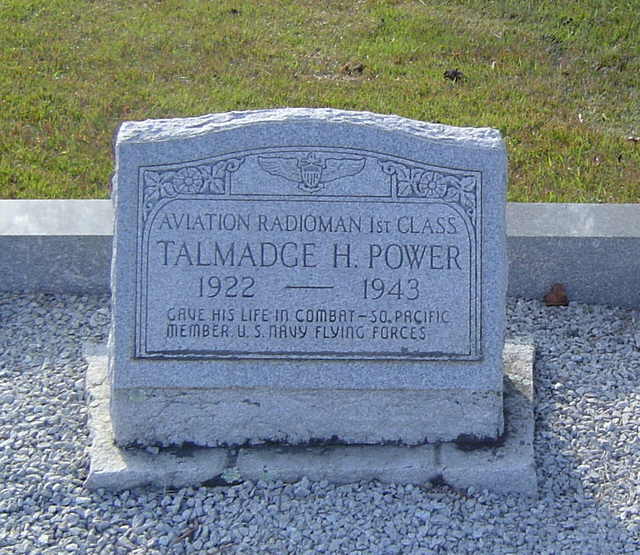 AVIATION RADIOMAN 1ST CLASS
TALMADGE H. POWER
1922 — 1943
GAVE HIS LIFE IN COMBAT - SO. PACIFIC
MEMBER U. S. NAVY FLYING FORCES